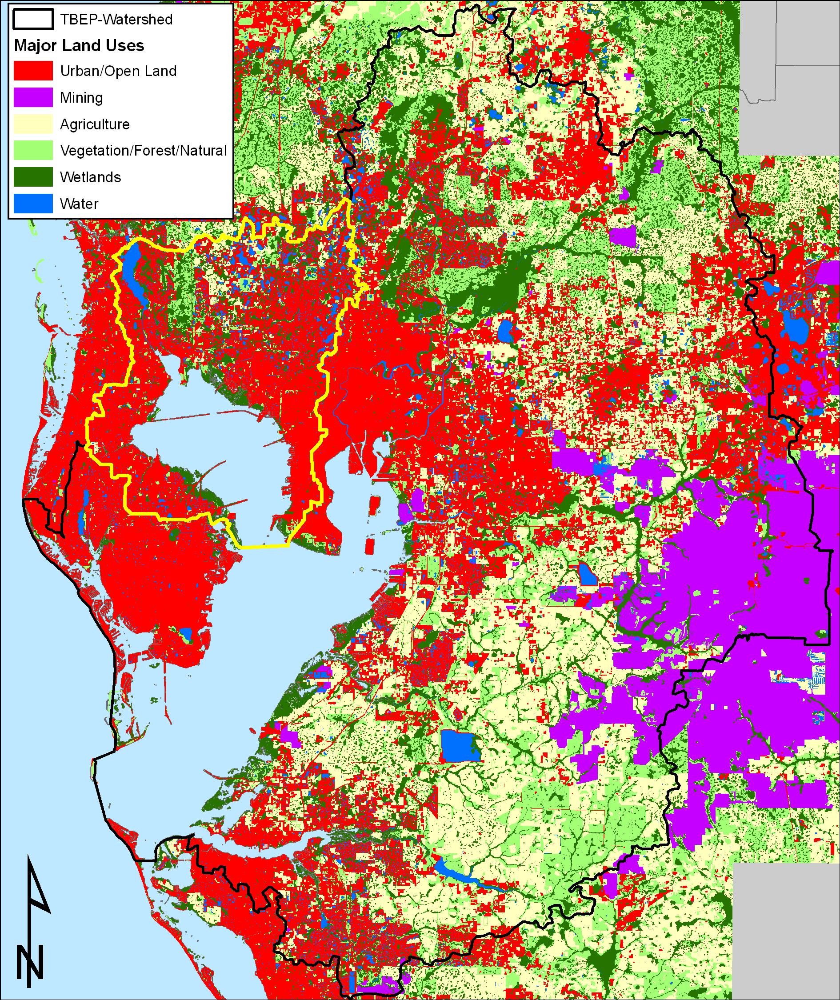 TBEP-Watershed
Major Land Uses
Urban/Open Land
Mining
Agriculture
Vegetation/Forest/Natural
Wetlands
Water
N